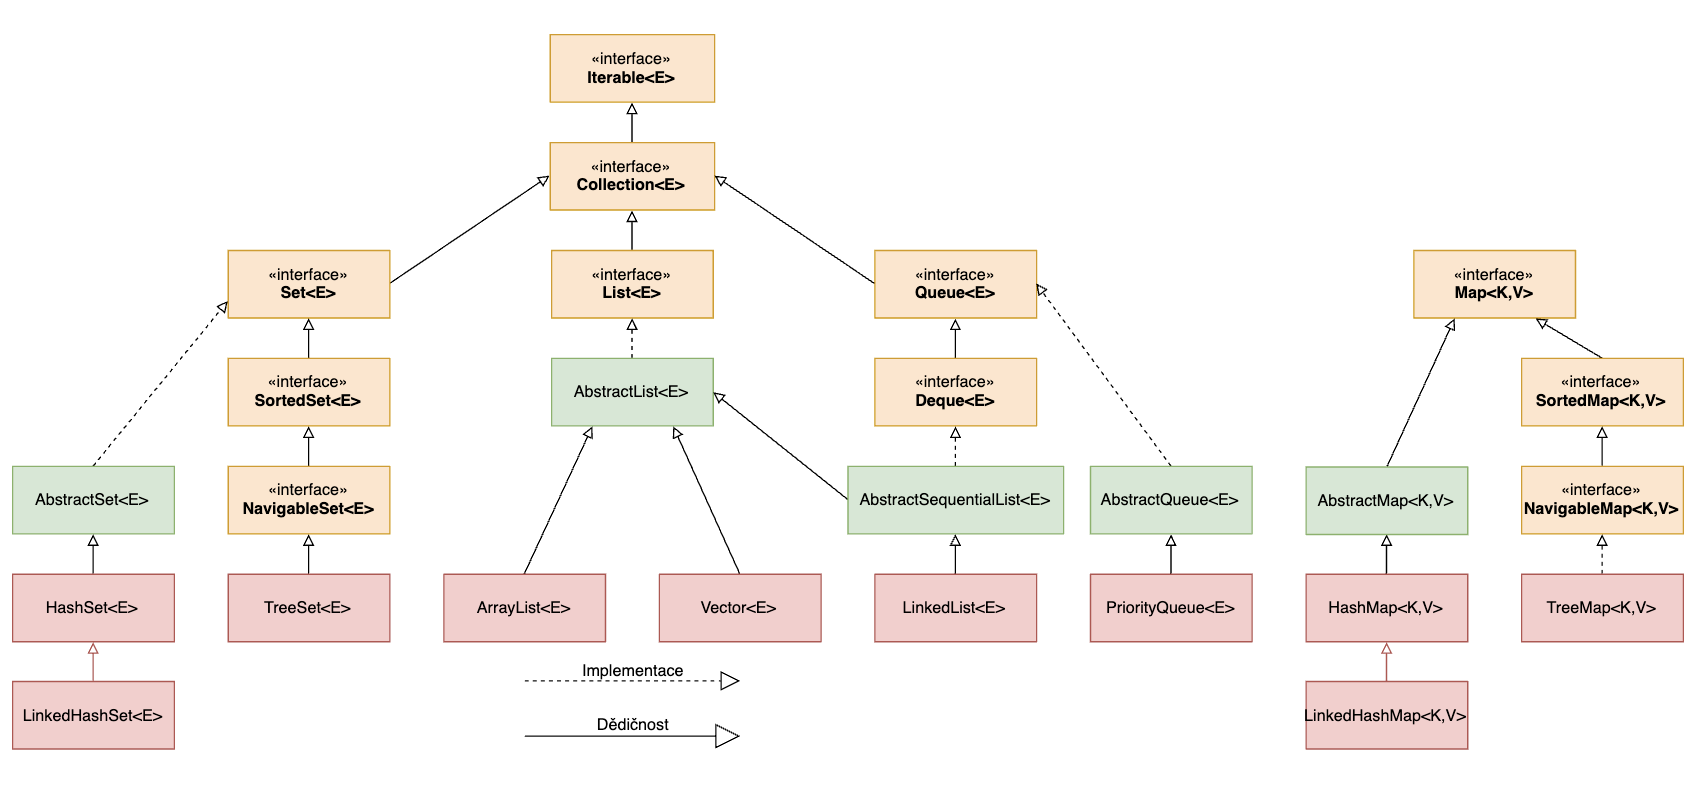 «interface»
Iterable<E>
«interface»
Collection<E>
«interface»
Set<E>
«interface»
List<E>
«interface»
Queue<E>
«interface»
Map<K,V>
«interface»
SortedSet<E>
AbstractList<E>
«interface»
Deque<E>
«interface»
SortedMap<K,V>
AbstractSet<E>
«interface»
NavigableSet<E>
AbstractSequentialList<E>
AbstractQueue<E>
AbstractMap<K,V>
«interface»
NavigableMap<K,V>
HashSet<E>
TreeSet<E>
ArrayList<E>
Vector<E>
LinkedList<E>
PriorityQueue<E>
HashMap<K,V>
TreeMap<K,V>
Implementace
LinkedHashSet<E>
Dědičnost
LinkedHashMap<K,V>